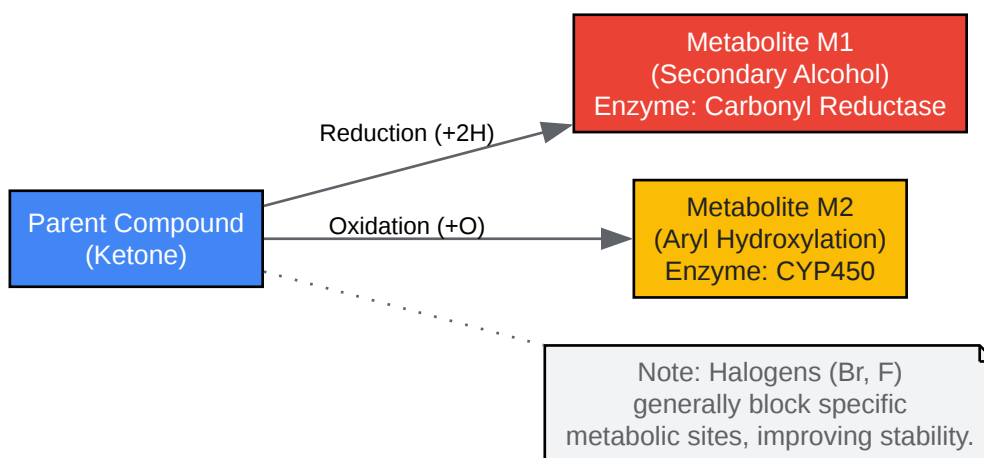 Parent Compound
(Ketone)
Reduction (+2H)
Oxidation (+O)
Metabolite M1
(Secondary Alcohol)
Enzyme: Carbonyl Reductase
Metabolite M2
(Aryl Hydroxylation)
Enzyme: CYP450
Note: Halogens (Br, F)
generally block specific
metabolic sites, improving stability.